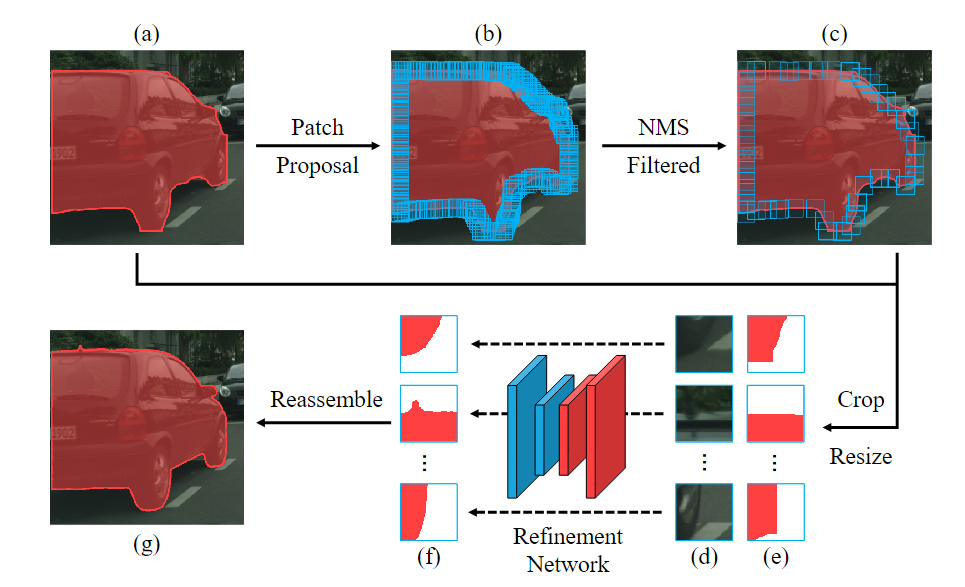 (a)
(b)
(c)
Patch
Proposal
NMS
Filtered
Reassemble
Crop
Resize
Refinement
Network
(g)
(f)
(d)
(e)